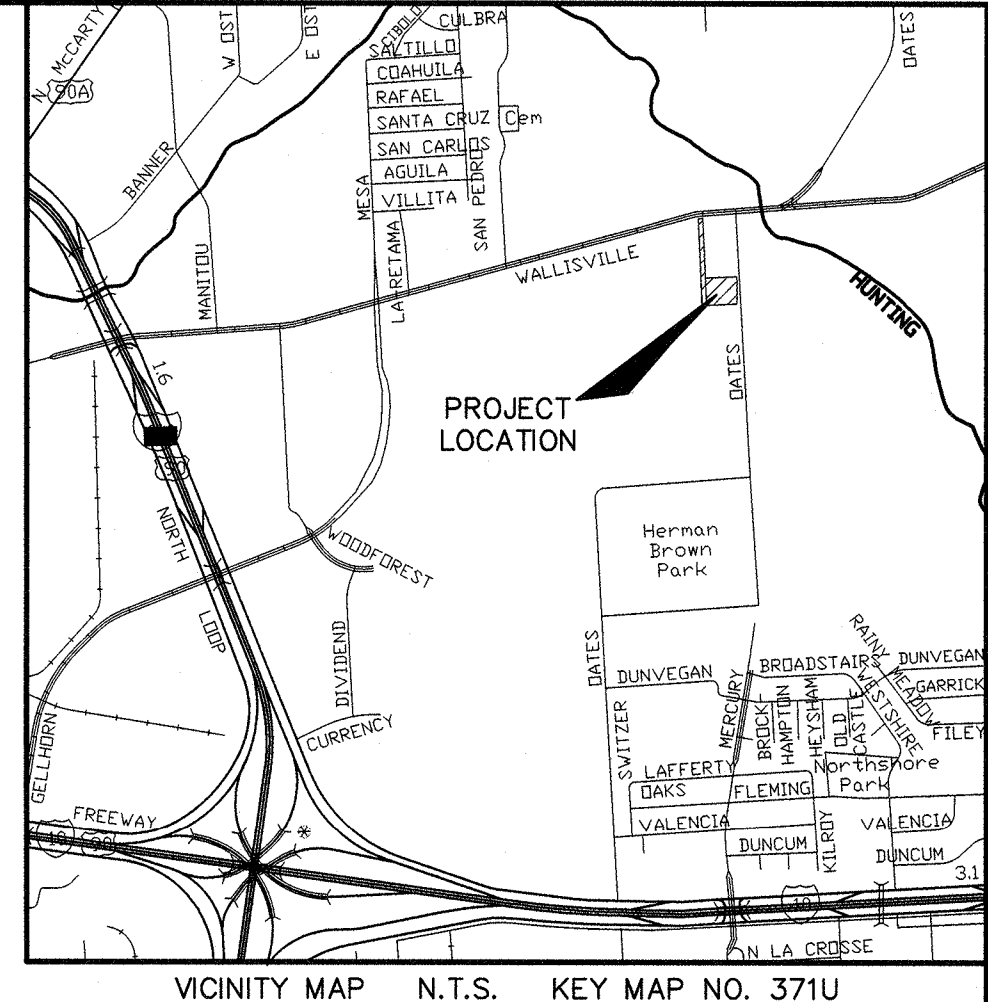 N McCARTY
90A
W OST
E OST
CIBOLO
CULBRA
OATES
SALTILLO
COAHUILA
RAFAEL
SANTA CRUZ
Cem
SAN CARLOS
AGUILA
VILLITA
BANNER
MESA
SAN PEDRO
MANITOU
LA RETAMA
WALLISVILLE
HUNTING
1.6
OATES
PROJECT
LOCATION
90
NORTH
LOOP
WOODFOREST
Herman
Brown
Park
DIVIDEND
OATES
DUNVEGAN
MERCURY
BROADSTAIRS
RAINY MEADOW
DUNVEGAN
GARRICK
WESTSHIRE
FILEY
BROCK-
HAMPTON
HEYSHAM
OLD
CASTLE
CURRENCY
GELLHORN
SWITZER
LAFFERTY
OAKS
FLEMING
Northshore
Park
VALENCIA
KILROY
VALENCIA
DUNCUM
DUNCUM
FREEWAY
10
90
*
10
3.1
N LA CROSSE
VICINITY MAP N.T.S. KEY MAP NO. 371U